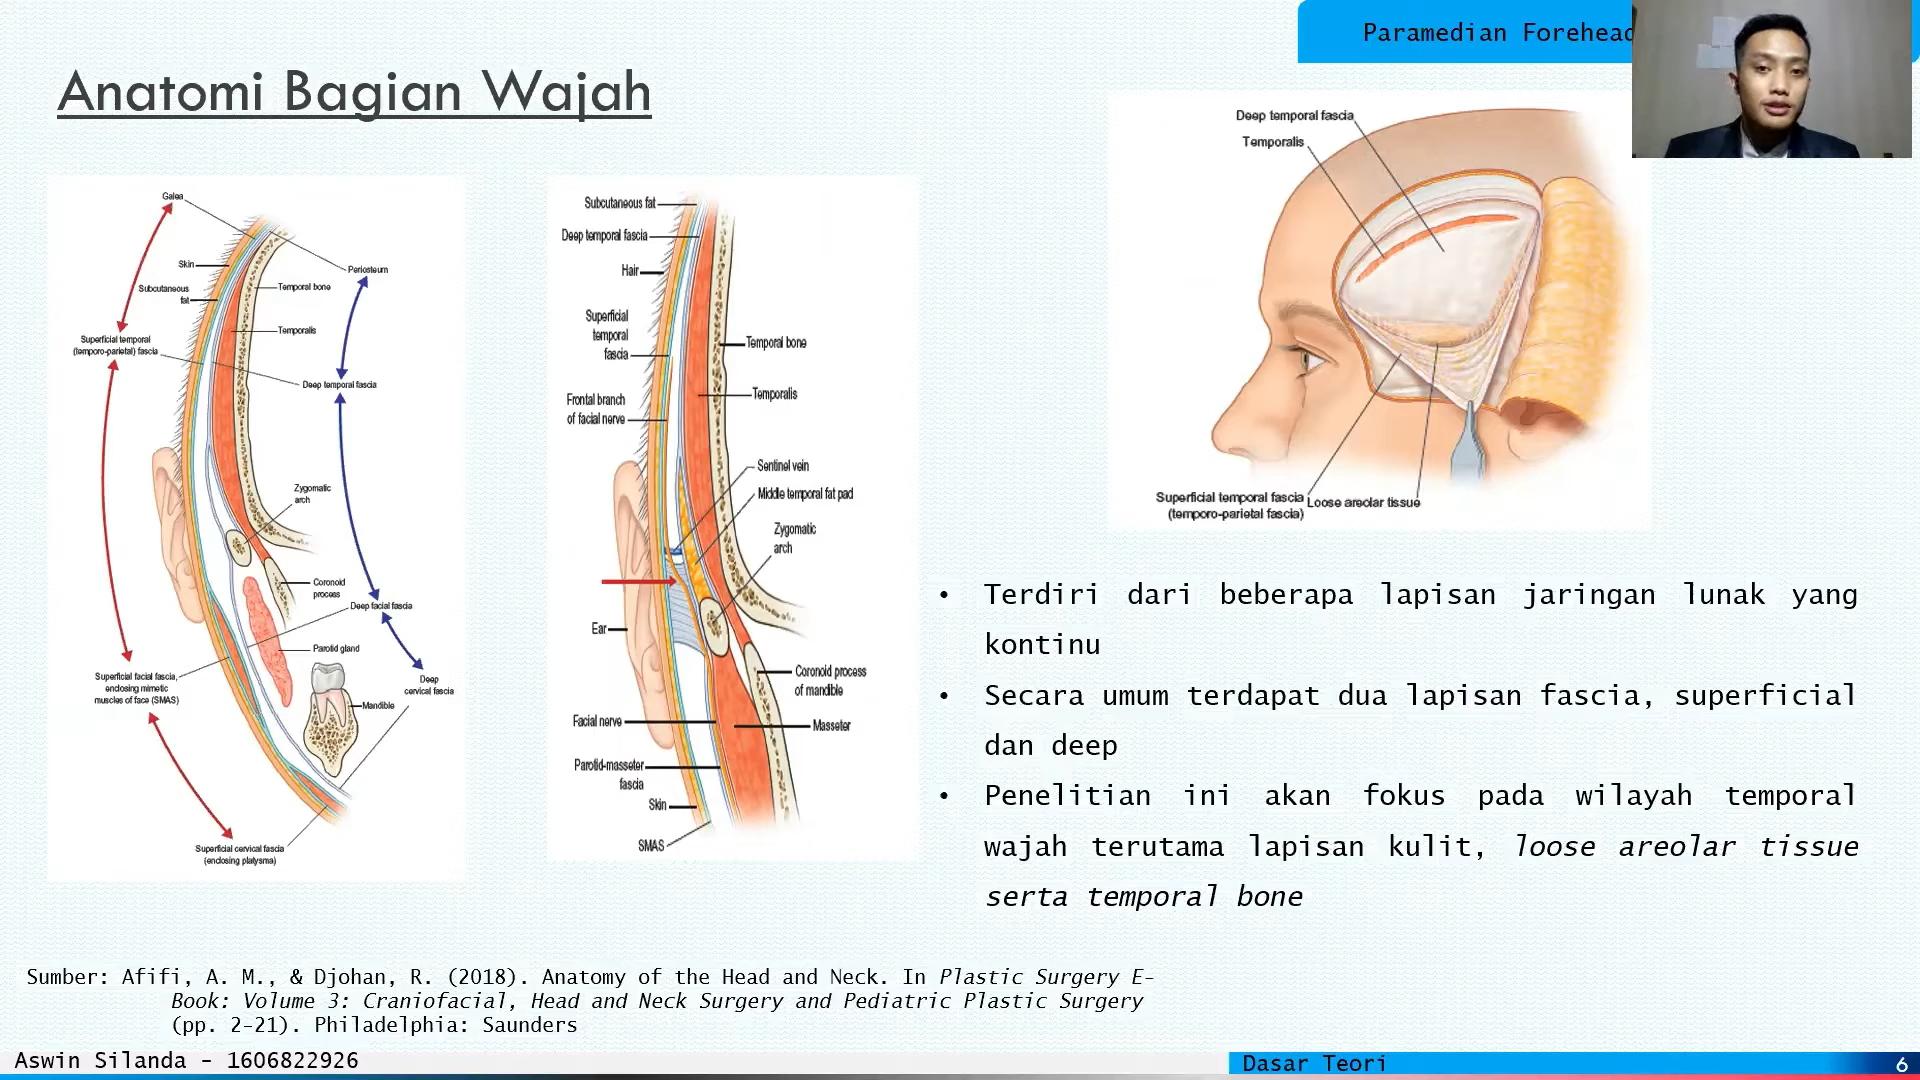 Paramedian Forehead
Anatomi Bagian Wajah
Galea
Skin
Subcutaneous
fat
Superficial temporal
(temporo-parietal) fascia
Periosteum
Temporal bone
Temporalis
Deep temporal fascia
Zygomatic
arch
Coronoid
process
Deep facial fascia
Parotid gland
Superficial facial fascia,
enclosing mimetic
muscles of face (SMAS)
Deep
cervical fascia
Mandible
Superficial cervical fascia
(enclosing platysma)
Subcutaneous fat
Deep temporal fascia
Hair
Superficial
temporal
fascia
Temporal bone
Temporalis
Frontal branch
of facial nerve
Sentinel vein
Middle temporal fat pad
Zygomatic
arch
Ear
Coronoid process
of mandible
Facial nerve
Masseter
Parotid-masseter
fascia
Skin
SMAS
Deep temporal fascia
Temporalis
Superficial temporal fascia
(temporo-parietal fascia)
Loose areolar tissue
• Terdiri dari beberapa lapisan jaringan lunak yang
kontinu
• Secara umum terdapat dua lapisan fascia, superficial
dan deep
• Penelitian ini akan fokus pada wilayah temporal
wajah terutama lapisan kulit, loose areolar tissue
serta temporal bone
Sumber: Afifi, A. M., & Djohan, R. (2018). Anatomy of the Head and Neck. In Plastic Surgery E-
Book: Volume 3: Craniofacial, Head and Neck Surgery and Pediatric Plastic Surgery
(pp. 2-21). Philadelphia: Saunders
Aswin Silanda - 1606822926
Dasar Teori
6